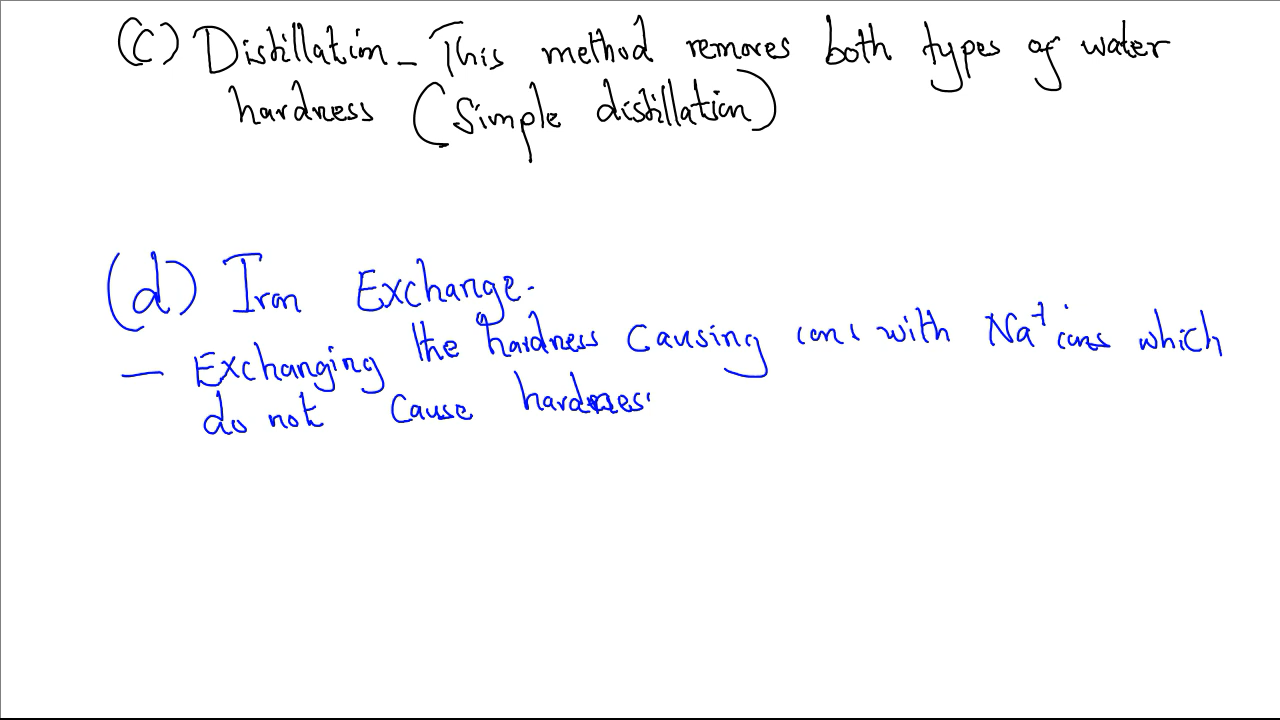 (C) Distillation - This method removes both types of water
hardness (Simple distillation)
(d) Iron Exchange.
- Exchanging the hardness causing ions with Na⁺ ions which
do not cause hardness.